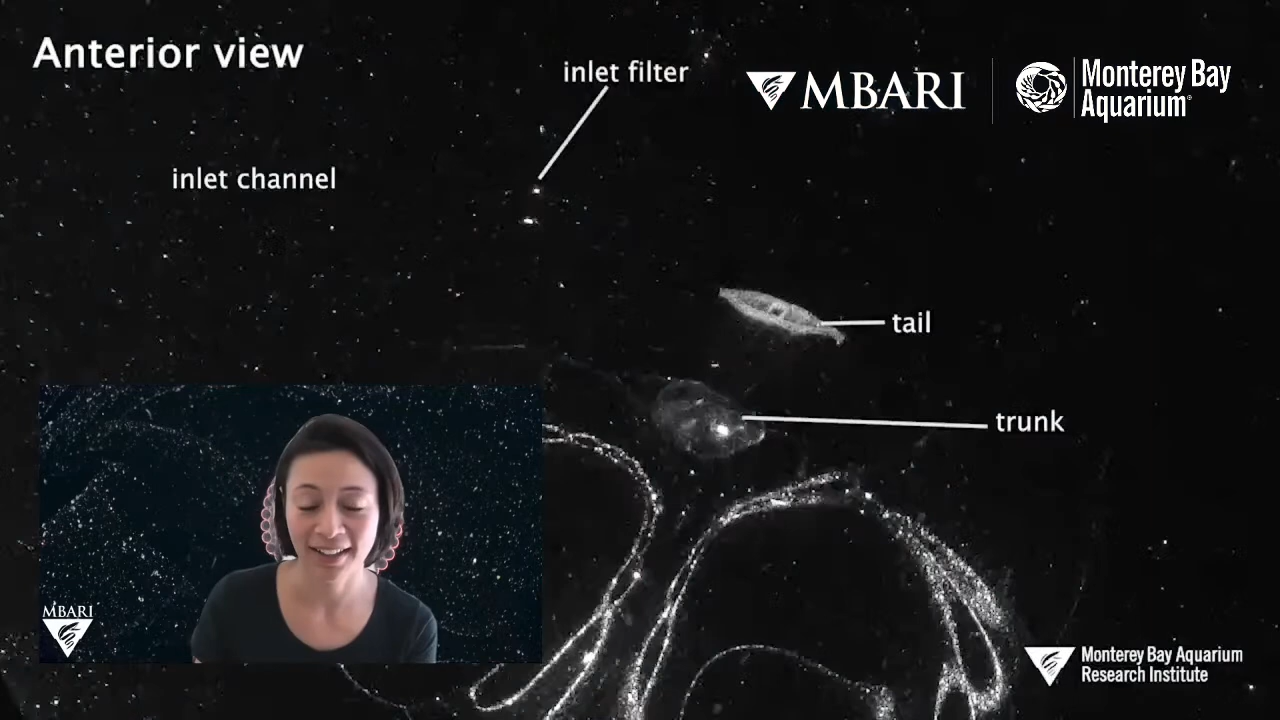 Anterior view
inlet filter
MBARI
Monterey Bay
Aquarium
inlet channel
tail
trunk
MBARI
Monterey Bay Aquarium
Research Institute